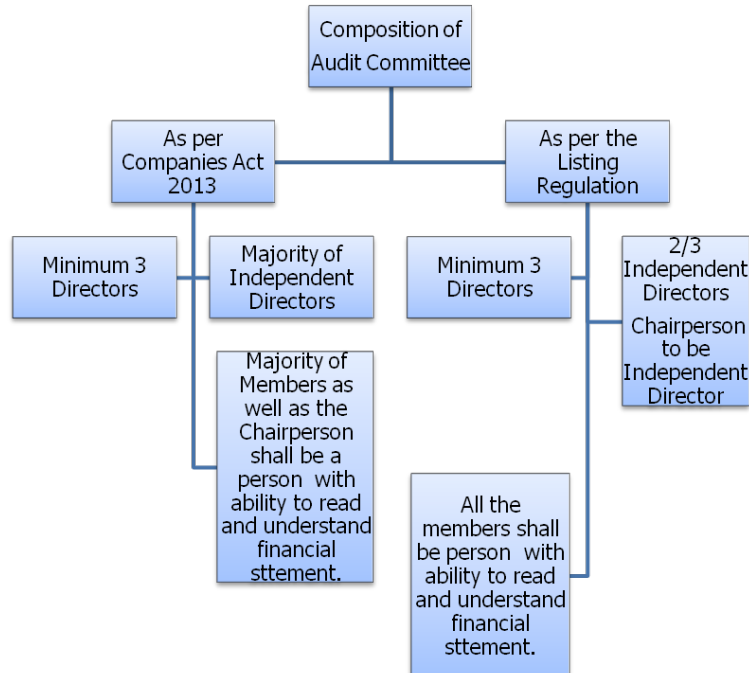 Composition of
Audit Committee
As per
Companies Act
2013
As per the
Listing
Regulation
Minimum 3
Directors
Majority of
Independent
Directors
Minimum 3
Directors
2/3
Independent
Directors
Chairperson
to be
Independent
Director
Majority of
Members as
well as the
Chairperson
shall be a
person with
ability to read
and understand
financial
sttement.
All the
members shall
be person with
ability to read
and understand
financial
sttement.